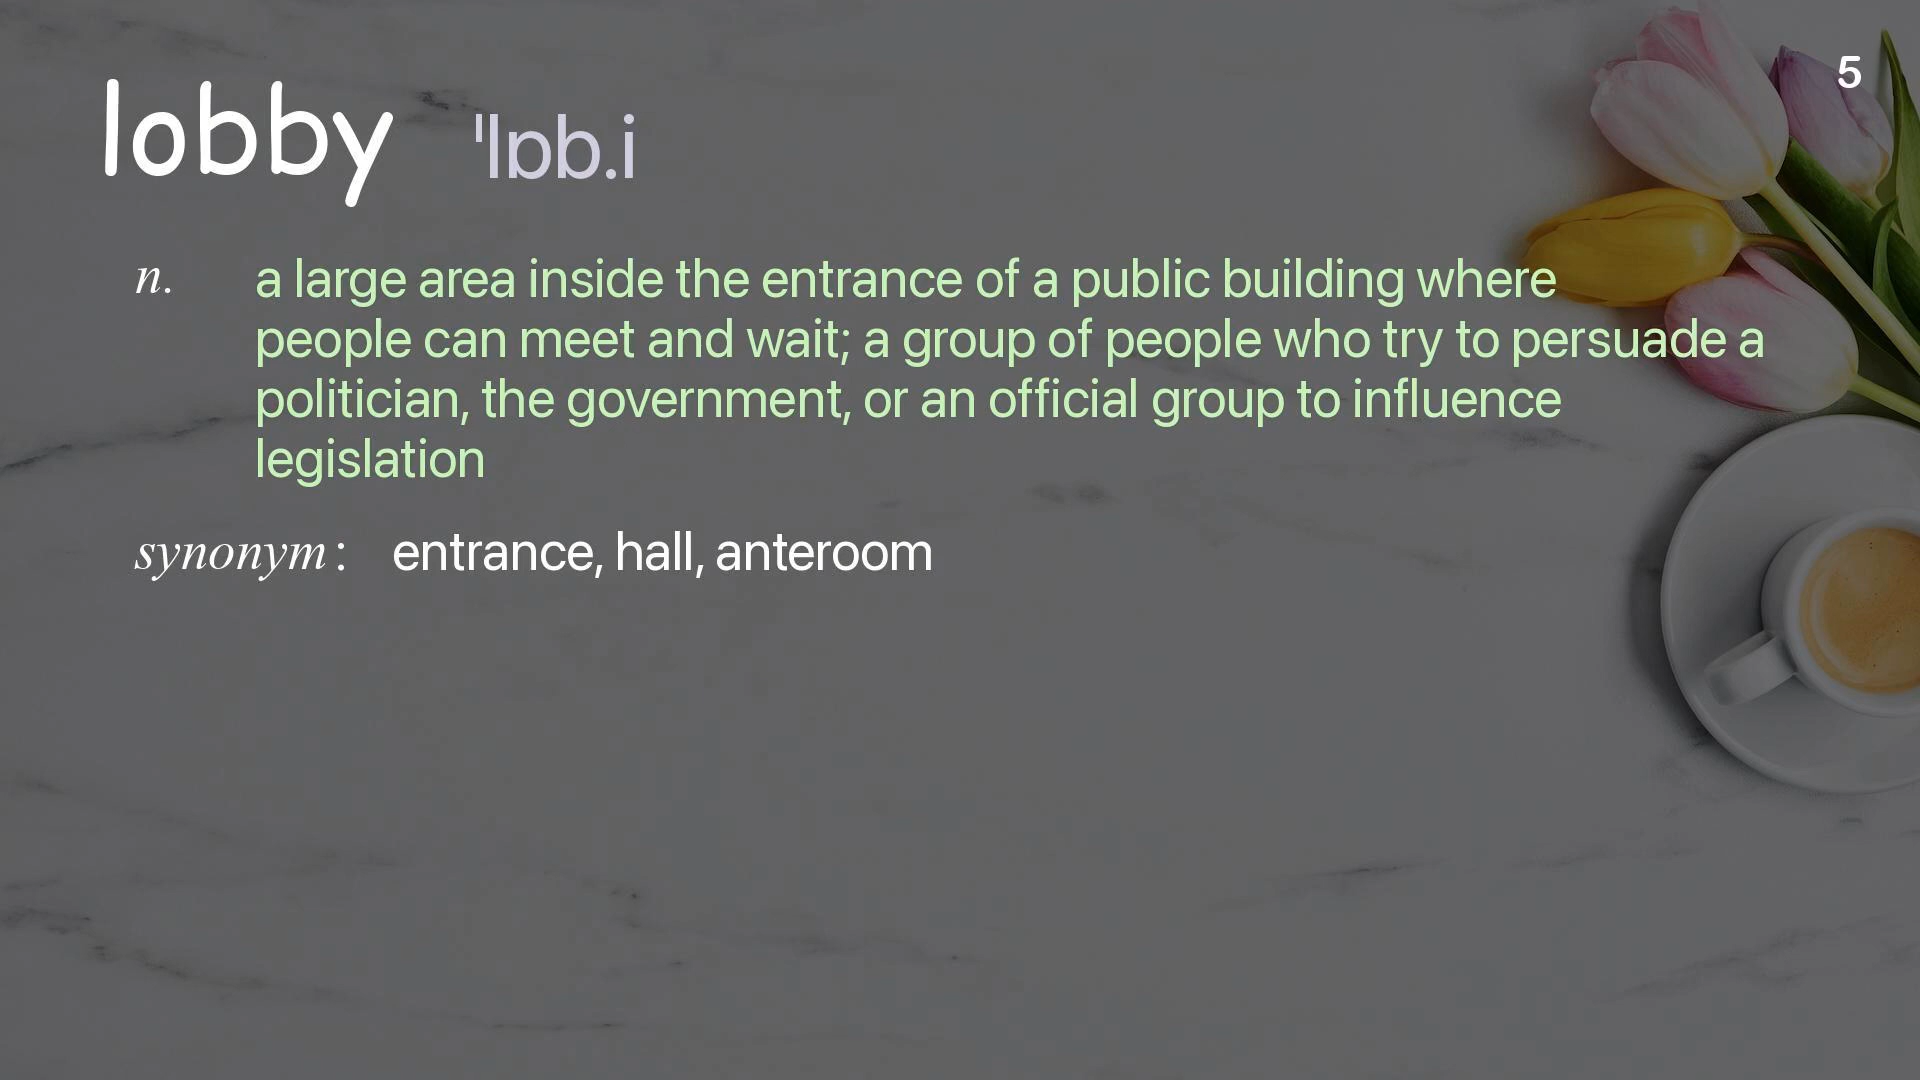 5
lobby ˈlɒb.i
n. a large area inside the entrance of a public building where
people can meet and wait; a group of people who try to persuade a
politician, the government, or an official group to influence
legislation
synonym : entrance, hall, anteroom